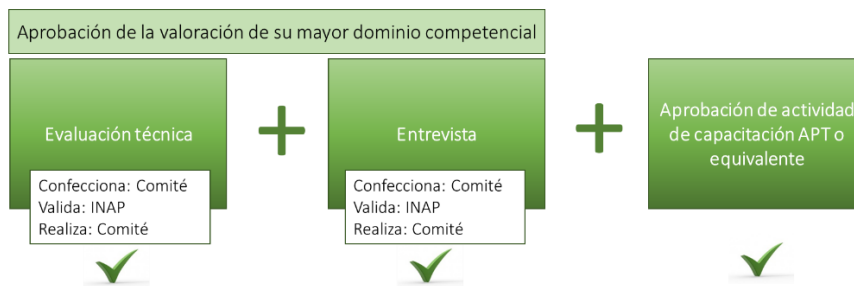 Aprobación de la valoración de su mayor dominio competencial
Evaluación técnica
Confecciona: Comité
Valida: INAP
Realiza: Comité
Entrevista
Confecciona: Comité
Valida: INAP
Realiza: Comité
Aprobación de actividad
de capacitación APT o
equivalente